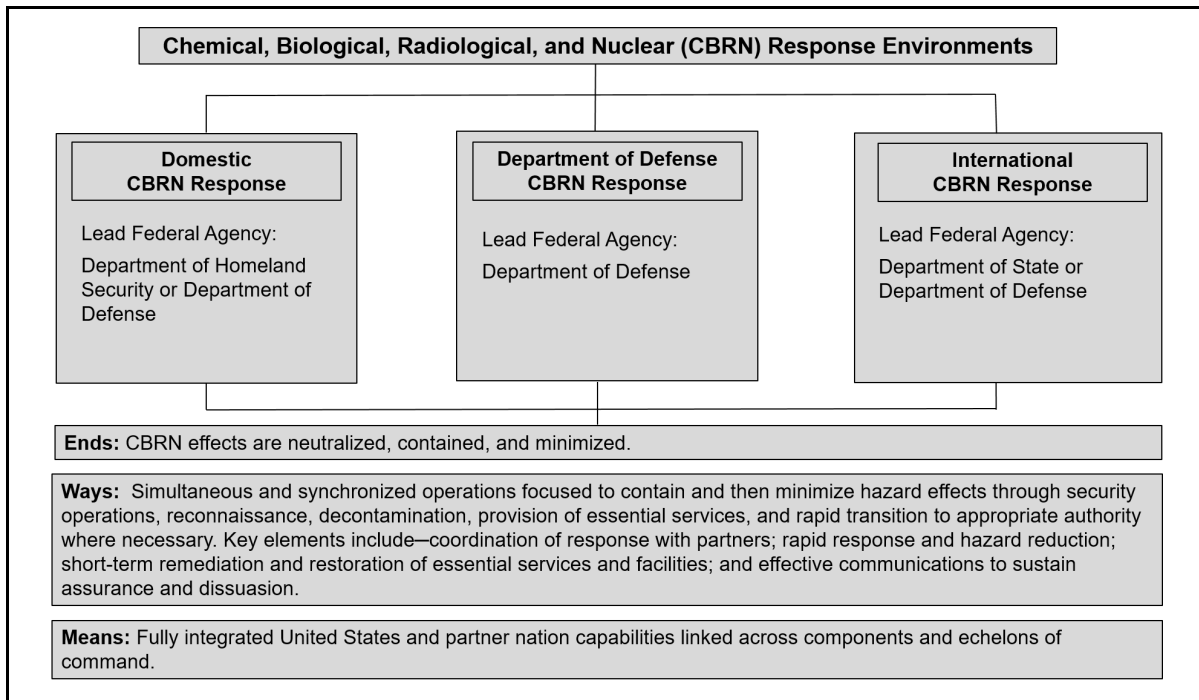 Chemical, Biological, Radiological, and Nuclear (CBRN) Response Environments
Domestic
CBRN Response
Lead Federal Agency:
Department of Homeland
Security or Department of
Defense
Department of Defense
CBRN Response
Lead Federal Agency:
Department of Defense
International
CBRN Response
Lead Federal Agency:
Department of State or
Department of Defense
Ends: CBRN effects are neutralized, contained, and minimized.
Ways:  Simultaneous and synchronized operations focused to contain and then minimize hazard effects through security
operations, reconnaissance, decontamination, provision of essential services, and rapid transition to appropriate authority
where necessary. Key elements include—coordination of response with partners; rapid response and hazard reduction;
short-term remediation and restoration of essential services and facilities; and effective communications to sustain
assurance and dissuasion.
Means: Fully integrated United States and partner nation capabilities linked across components and echelons of
command.